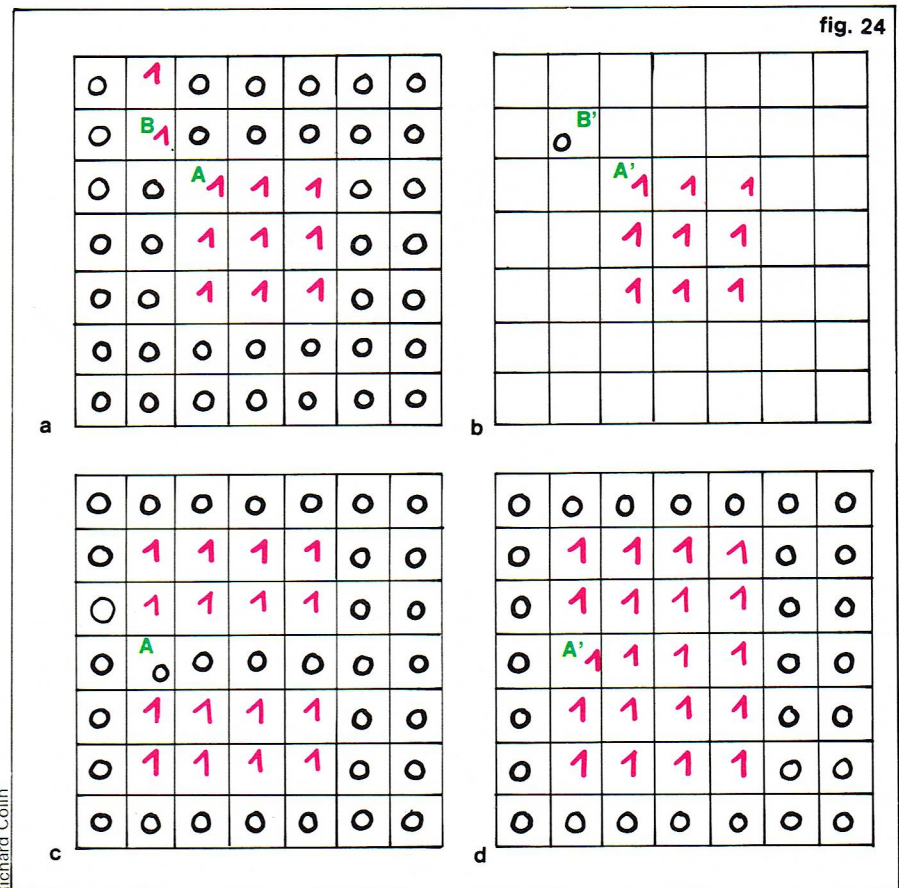 fig. 24
0 1 0 0 0 0 0
0 B 1 0 0 0 0 0
0 0 A 1 1 1 0 0
0 0 1 1 1 0 0
0 0 1 1 1 0 0
0 0 0 0 0 0 0
0 0 0 0 0 0 0
a
0 B'
A' 1 1 1
1 1 1
1 1 1
b
0 0 0 0 0 0 0
0 1 1 1 1 0 0
0 1 1 1 1 0 0
0 A 0 0 0 0 0 0
0 1 1 1 1 0 0
0 1 1 1 1 0 0
0 0 0 0 0 0 0
c
0 0 0 0 0 0 0
0 1 1 1 1 0 0
0 1 1 1 1 0 0
0 A' 1 1 1 1 0 0
0 1 1 1 1 0 0
0 1 1 1 1 0 0
0 0 0 0 0 0 0
d
ichard Colin